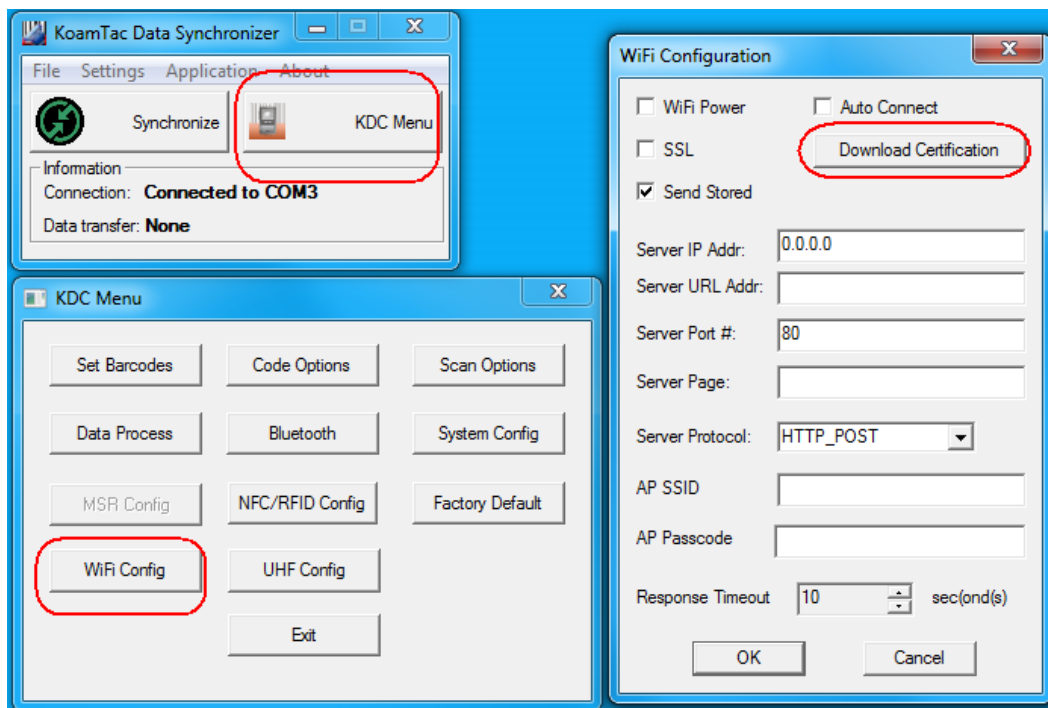 KoamTac Data Synchronizer
File Settings Application About
Synchronize KDC Menu
Information
Connection: Connected to COM3
Data transfer: None
KDC Menu
Set Barcodes Code Options Scan Options
Data Process Bluetooth System Config
MSR Config NFC/RFID Config Factory Default
WiFi Config UHF Config
Exit
WiFi Configuration
WiFi Power Auto Connect
SSL Download Certification
Send Stored
Server IP Addr: 0.0.0.0
Server URL Addr:
Server Port #: 80
Server Page:
Server Protocol: HTTP_POST
AP SSID
AP Passcode
Response Timeout 10 sec(ond(s)
OK Cancel